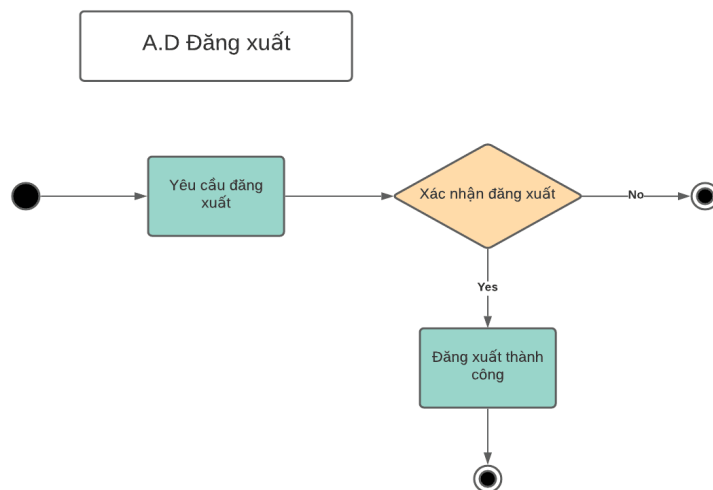 A.D Đăng xuất
Yêu cầu đăng
xuất
Xác nhận đăng xuất
No
Yes
Đăng xuất thành
công